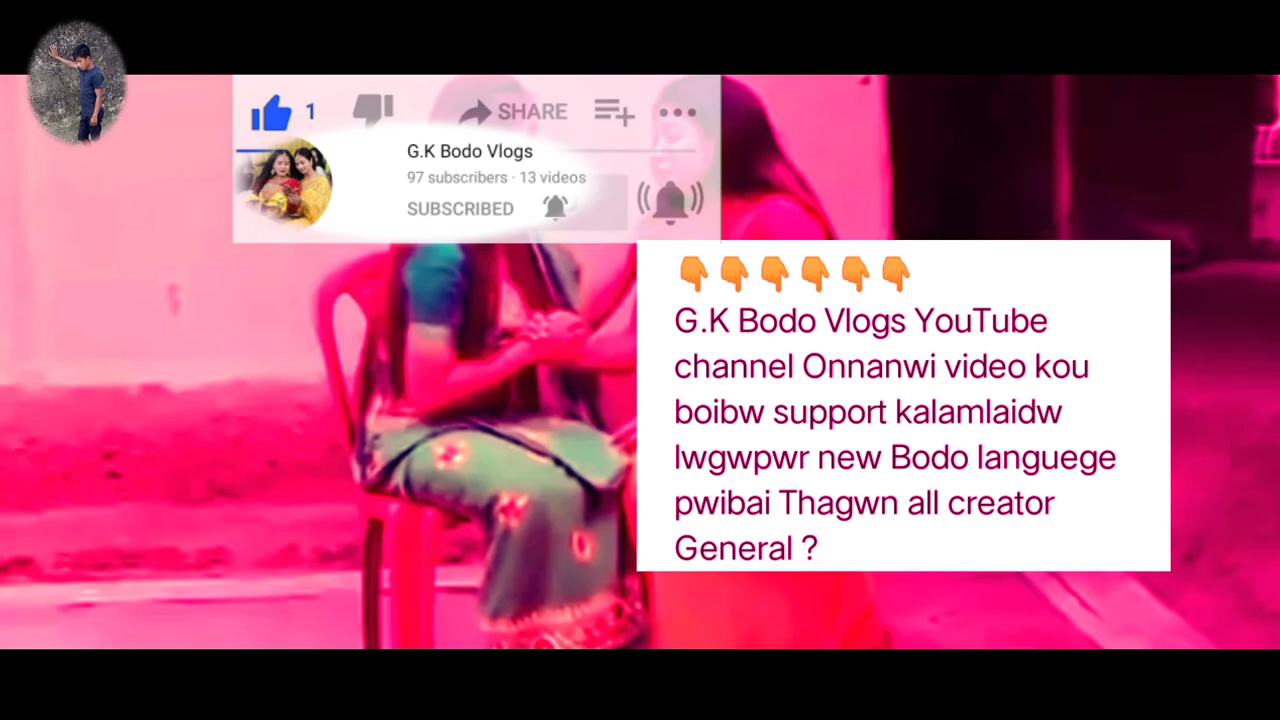 1
SHARE
G.K Bodo Vlogs
97 subscribers · 13 videos
SUBSCRIBED
👇👇👇👇👇👇
G.K Bodo Vlogs YouTube
channel Onnanwi video kou
boibw support kalamlaidw
lwgwpwr new Bodo languege
pwibai Thagwn all creator
General ?